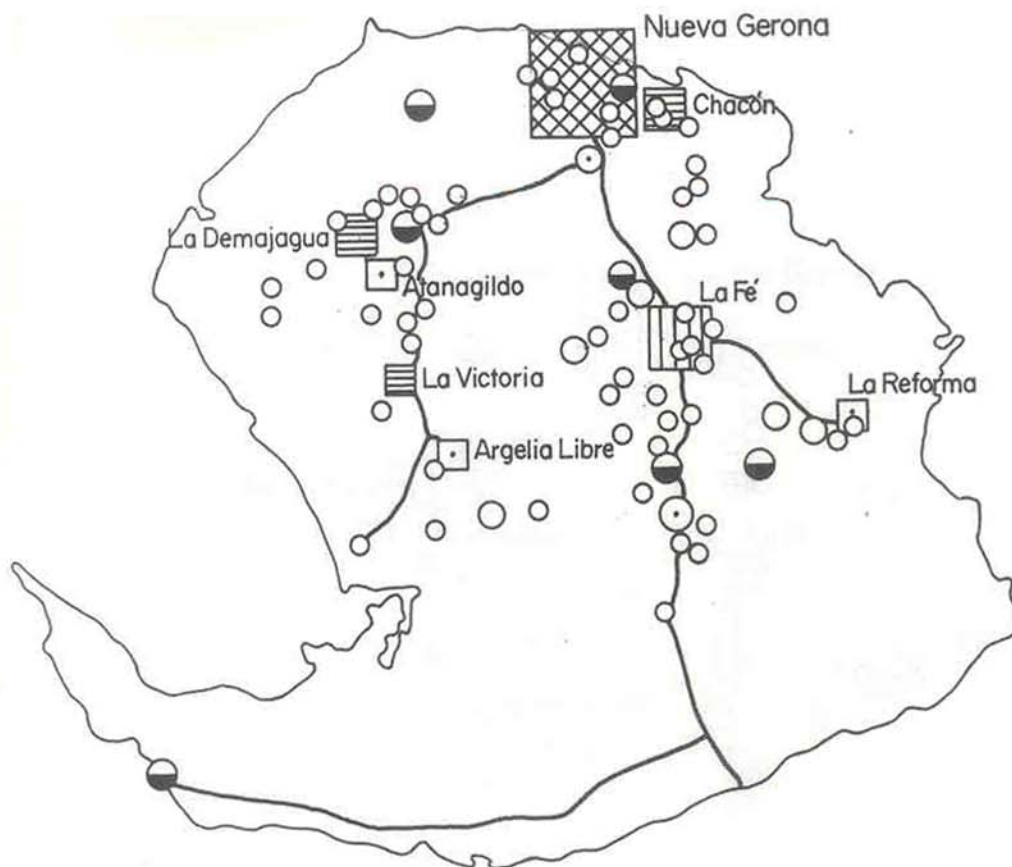 Nueva Gerona
Chacón
La Demajagua
Atanagildo
La Fé
La Victoria
La Reforma
Argelia Libre